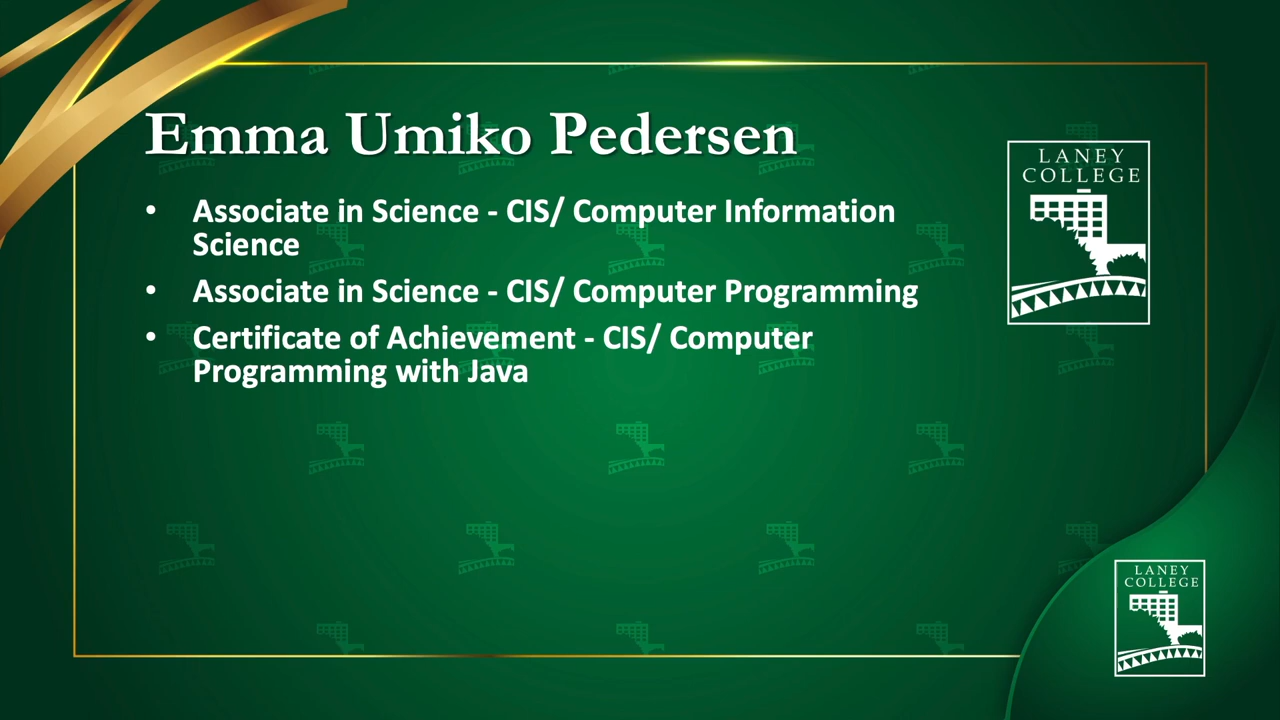 Emma Umiko Pedersen
• Associate in Science - CIS/ Computer Information
Science
• Associate in Science - CIS/ Computer Programming
• Certificate of Achievement - CIS/ Computer
Programming with Java
LANEY
COLLEGE
LANEY
COLLEGE